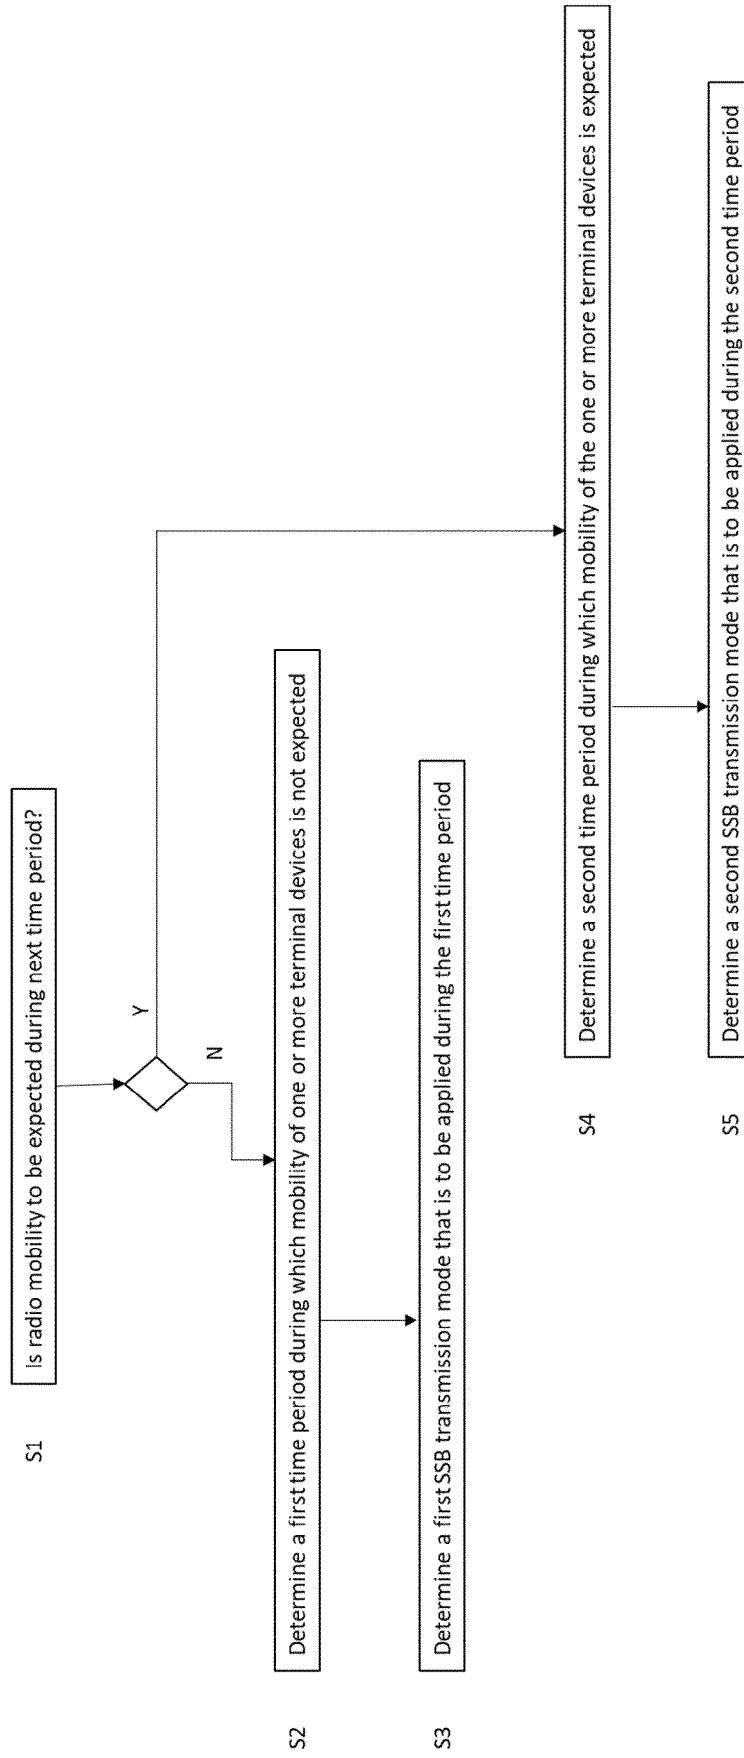 S1
Is radio mobility to be expected during next time period?
Y
N
S2
Determine a first time period during which mobility of one or more terminal devices is not expected
S3
Determine a first SSB transmission mode that is to be applied during the first time period
S4
Determine a second time period during which mobility of the one or more terminal devices is expected
S5
Determine a second SSB transmission mode that is to be applied during the second time period